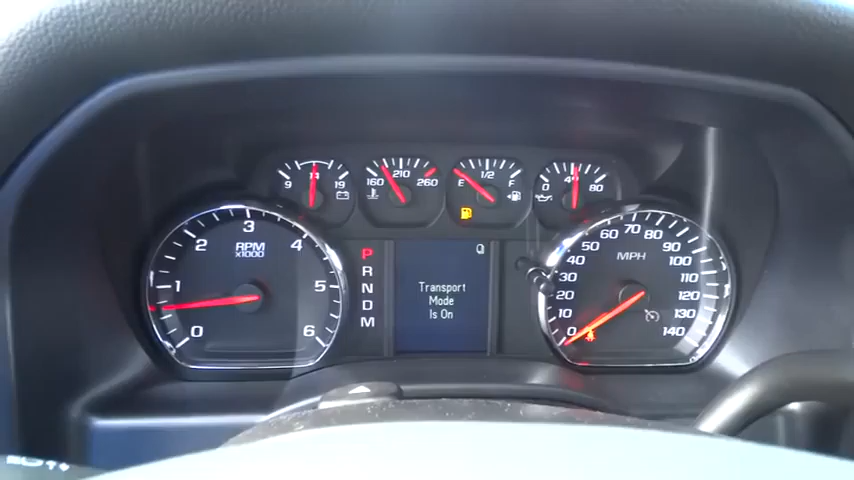 9 14 19
160 210 260
E 1/2 F
0 40 80
0 1 2 3 4 5 6
RPM
x1000
P
R
N
D
M
Transport
Mode
Is On
MPH
0 10 20 30 40 50 60 70 80 90 100 110 120 130 140